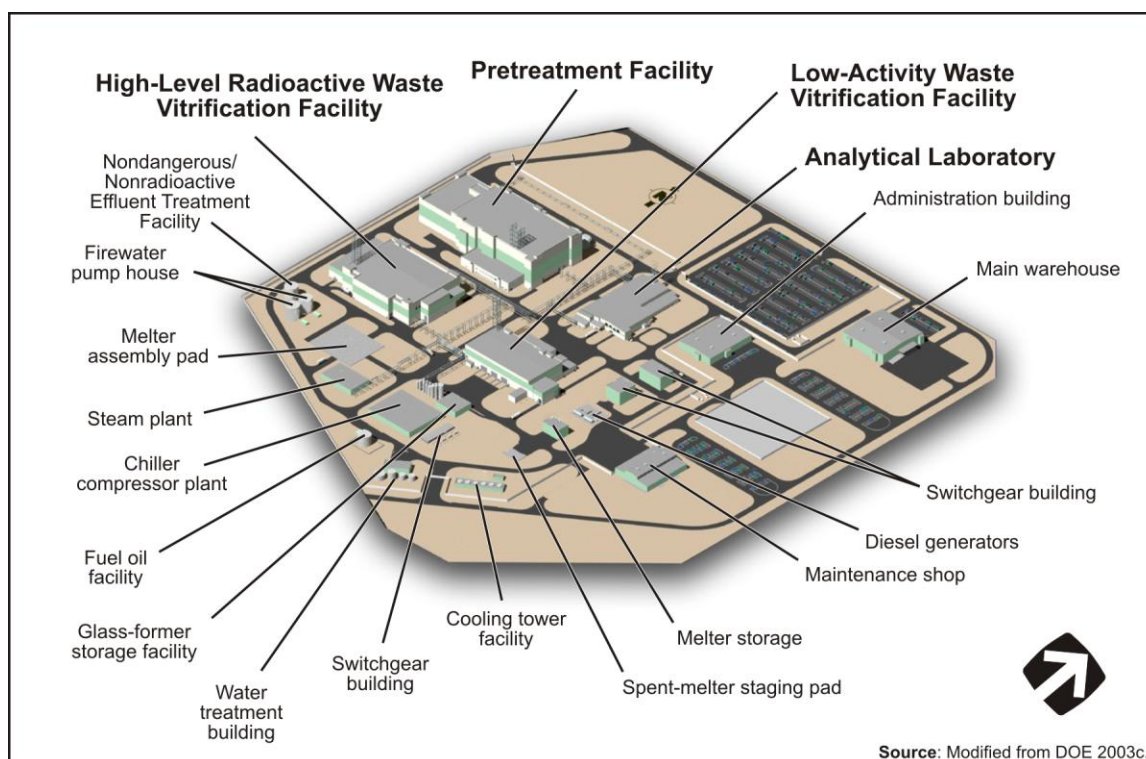 High-Level Radioactive Waste
Vitrification Facility
Pretreatment Facility
Low-Activity Waste
Vitrification Facility
Analytical Laboratory
Administration building
Main warehouse
Nondangerous/
Nonradioactive
Effluent Treatment
Facility
Firewater
pump house
Melter
assembly pad
Steam plant
Chiller
compressor plant
Fuel oil
facility
Glass-former
storage facility
Water
treatment
building
Switchgear
building
Cooling tower
facility
Spent-melter staging pad
Melter storage
Maintenance shop
Diesel generators
Switchgear building
Source: Modified from DOE 2003c.